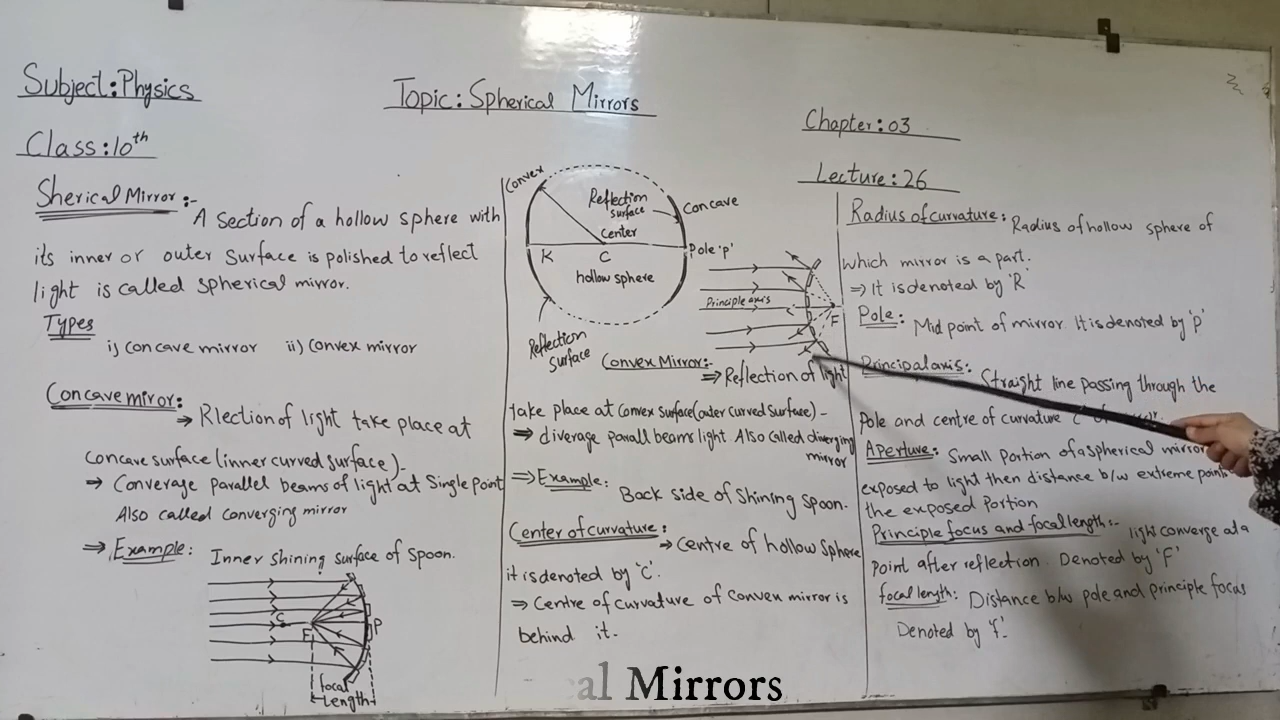 Subject: Physics
Topic: Spherical Mirrors
Chapter: 03
Class: 10th
Lecture: 26
Sherical Mirror:-
A section of a hollow sphere with
its inner or outer surface is polished to reflect
light is called spherical mirror.
Types
i) concave mirror ii) convex mirror
Concave miror:
⇒ Rlection of light take place at
concave surface (inner curved surface)-
⇒ Converage parallel beams of light at single point
Also called converging mirror
⇒ Example: Inner shining surface of spoon.
C
F
P
focal
length
Convex
Reflection
surface
Concave
center
Pole 'p'
K
C
hollow sphere
Reflection
surface
Principle axis
F
Convex Mirror:-
⇒ Reflection of light
take place at convex surface (outer curved surface)-
⇒ diverage parall beams light Also called diverging
mirror
⇒ Example: Back side of shining spoon.
Center of curvature:
⇒ Centre of hollow sphere
it is denoted by 'C'.
⇒ Centre of curvature of convex mirror is
behind it-
Radius of curvature: Radius of hollow sphere of
which mirror is a part.
⇒ It is denoted by 'R'
Pole: Mid point of mirror. It is denoted by 'p'
Principal axis: Straight line passing through the
Pole and centre of curvature 'C' of
Aperture: Small portion of a spherical mirror
exposed to light then distance b/w extreme point
the exposed portion
Principle focus and focal length:- light converge at a
point after reflection. Denoted by 'F'
focal length: Distance b/w pole and principle focus
Denoted by 'f'.
al Mirrors